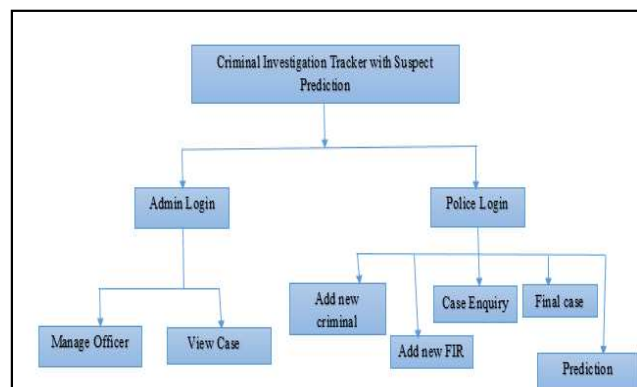 Criminal Investigation Tracker with Suspect
Prediction
Admin Login
Police Login
Add new
criminal
Case Enquiry
Final case
Manage Officer
View Case
Add new FIR
Prediction